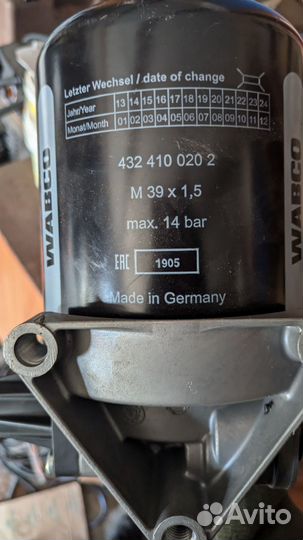 Letzter Wechsel / date of change
Jahr/Year 13 14 15 16 17 18 19 20 21 22 23 24
Monat/Month 01 02 03 04 05 06 07 08 09 10 11 12
432 410 020 2
M 39 x 1,5
max. 14 bar
EAC 1905
Made in Germany
WABCO
WABCO
Avito